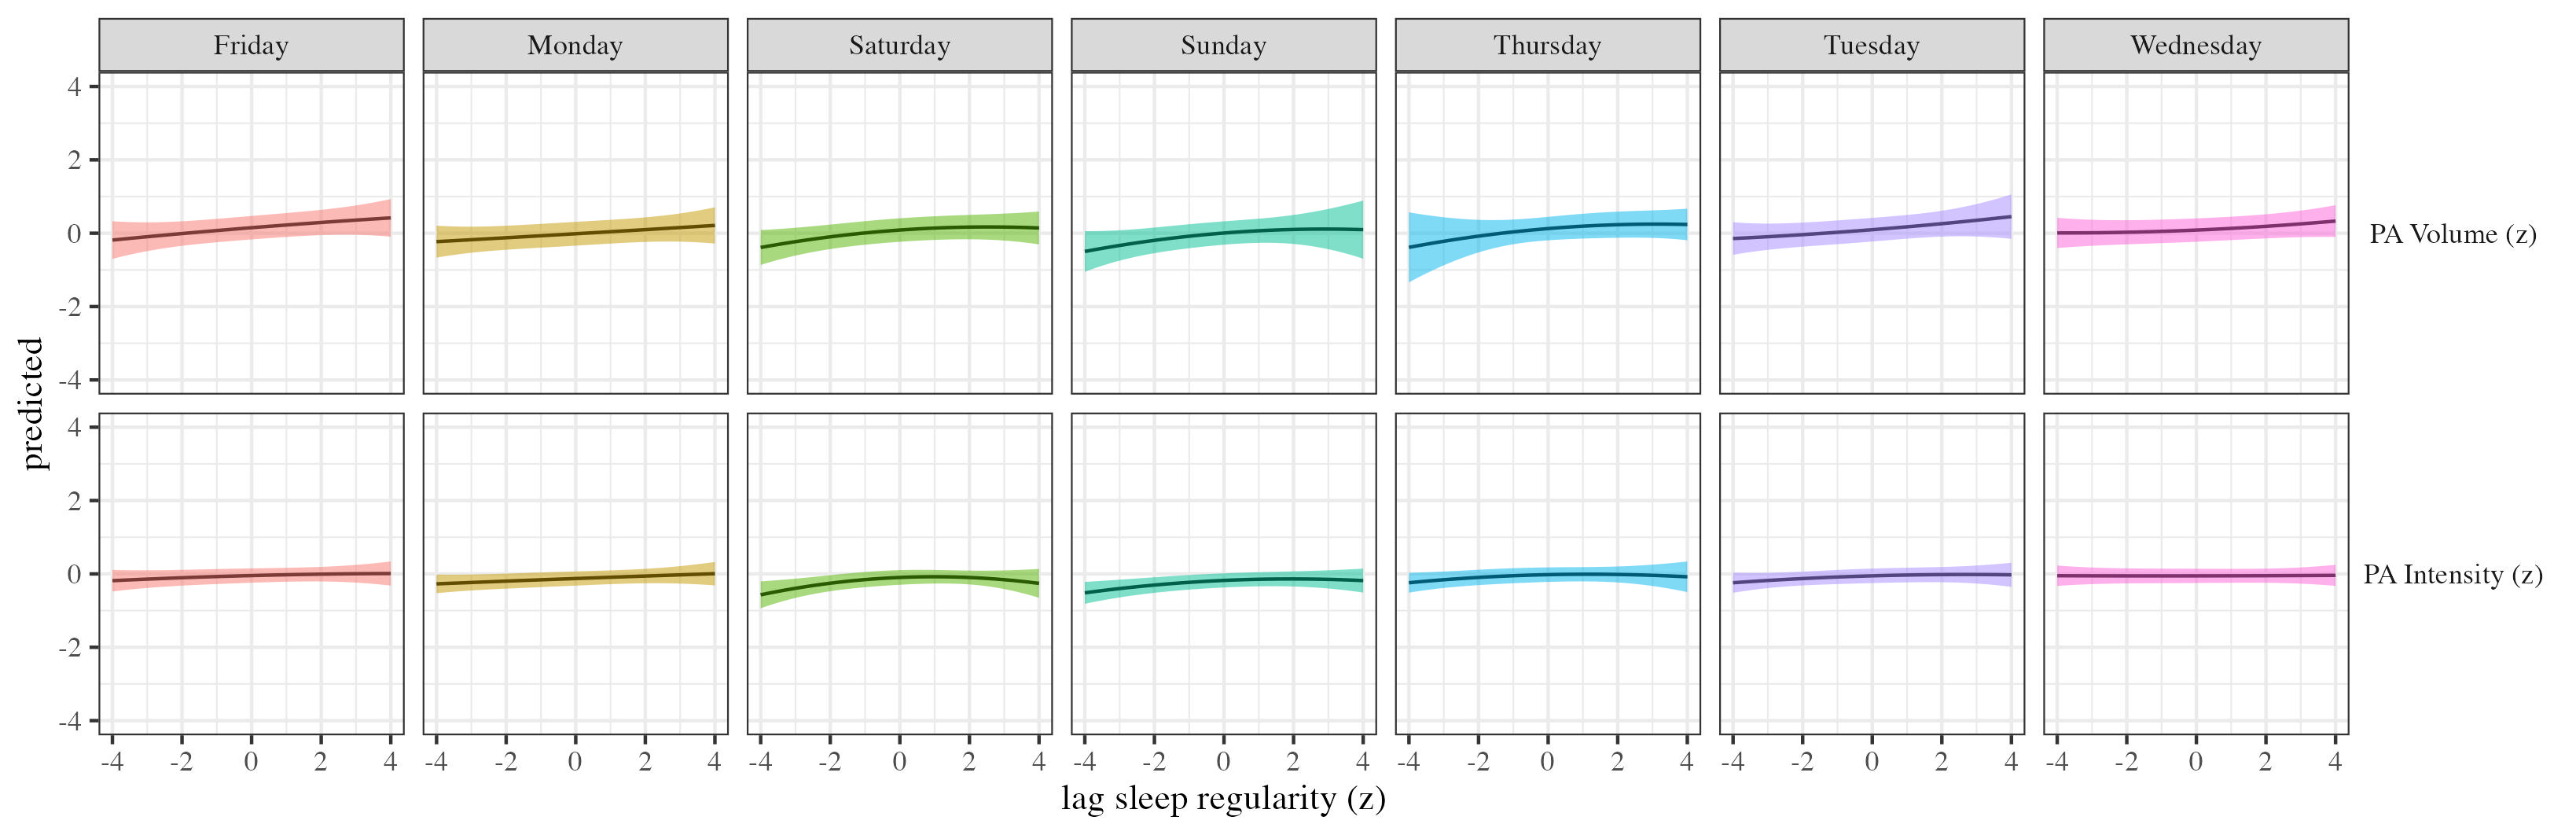 Friday Monday Saturday Sunday Thursday Tuesday Wednesday
4
2
0
-2
-4
PA Volume (z)
predicted
4
2
0
-2
-4
PA Intensity (z)
-4 -2 0 2 4 -4 -2 0 2 4 -4 -2 0 2 4 -4 -2 0 2 4 -4 -2 0 2 4 -4 -2 0 2 4 -4 -2 0 2 4
lag sleep regularity (z)